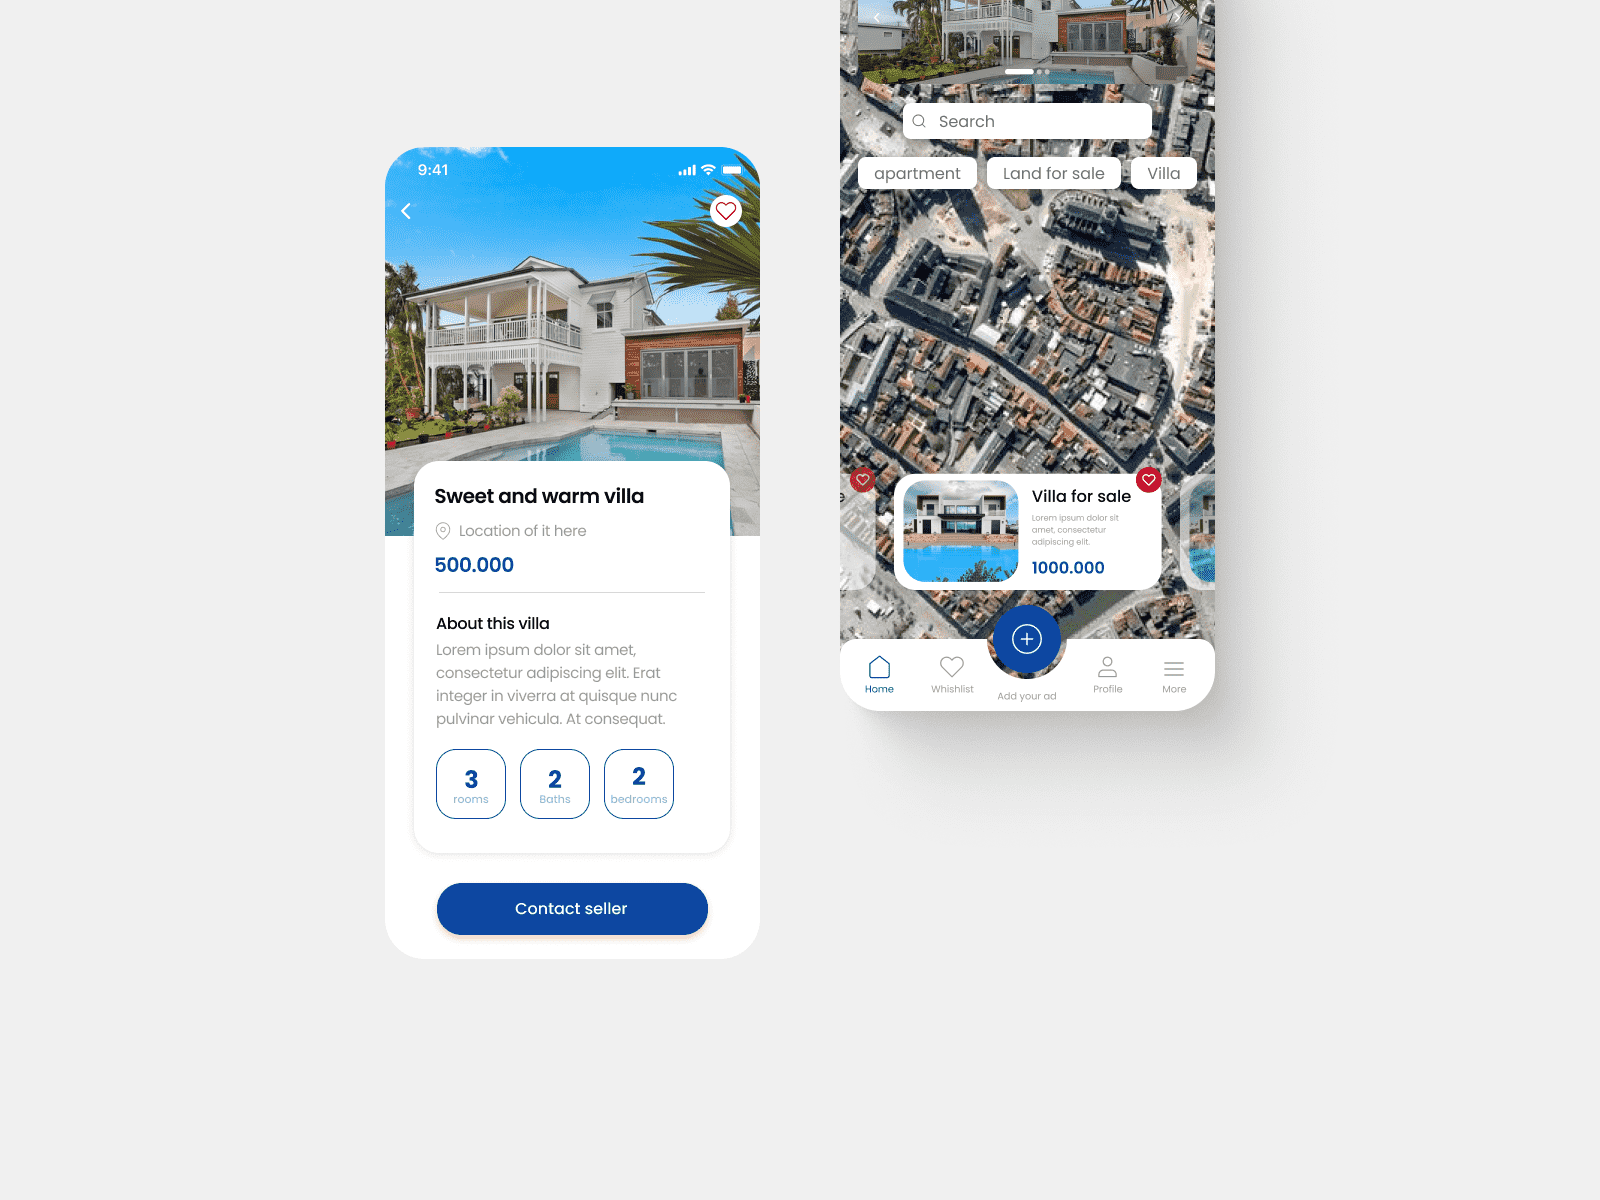 9:41
Sweet and warm villa
Location of it here
500.000
About this villa
Lorem ipsum dolor sit amet,
consectetur adipiscing elit. Erat
integer in viverra at quisque nunc
pulvinar vehicula. At consequat.
3
rooms
2
Baths
2
bedrooms
Contact seller
Search
apartment
Land for sale
Villa
e
Villa for sale
Lorem ipsum dolor sit
amet, consectetur
adipiscing elit.
1000.000
Home
Whishlist
Add your ad
Profile
More